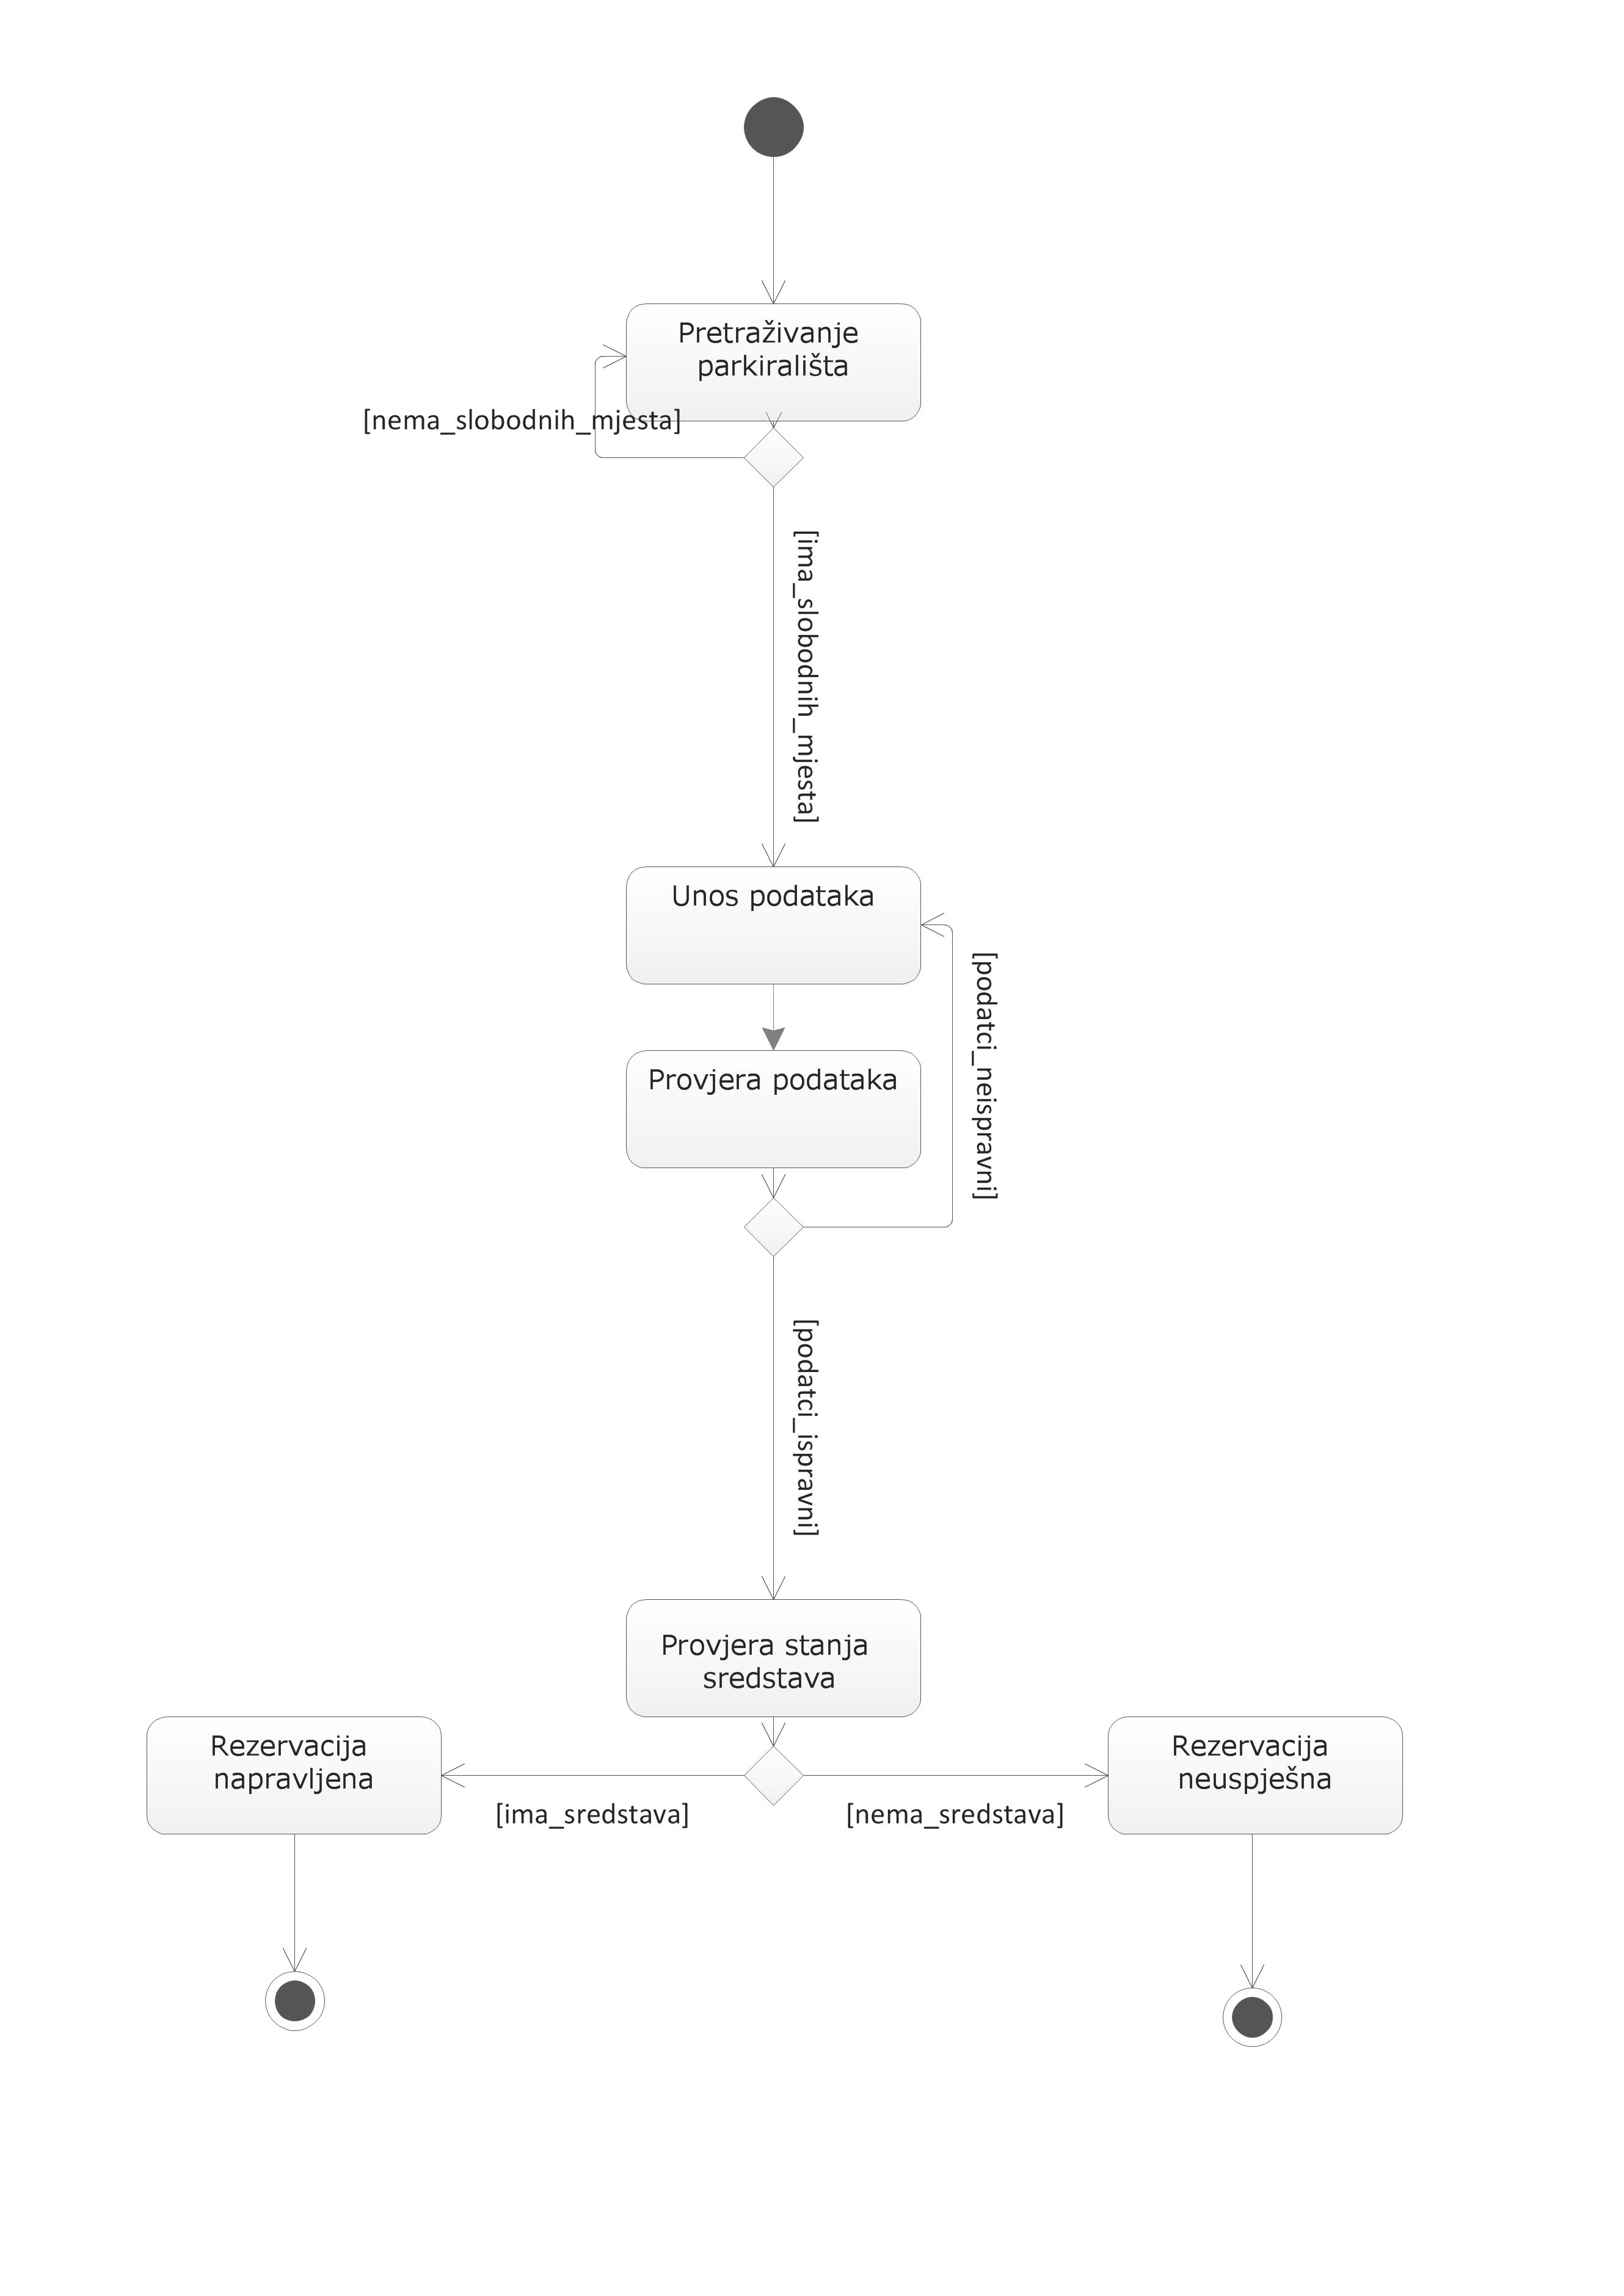 Pretraživanje
parkirališta
[nema_slobodnih_mjesta]
[ima_slobodnih_mjesta]
Unos podataka
[podatci_neispravni]
Provjera podataka
[podatci_ispravni]
Provjera stanja
sredstava
Rezervacija
napravljena
Rezervacija
neuspješna
[ima_sredstava]
[nema_sredstava]